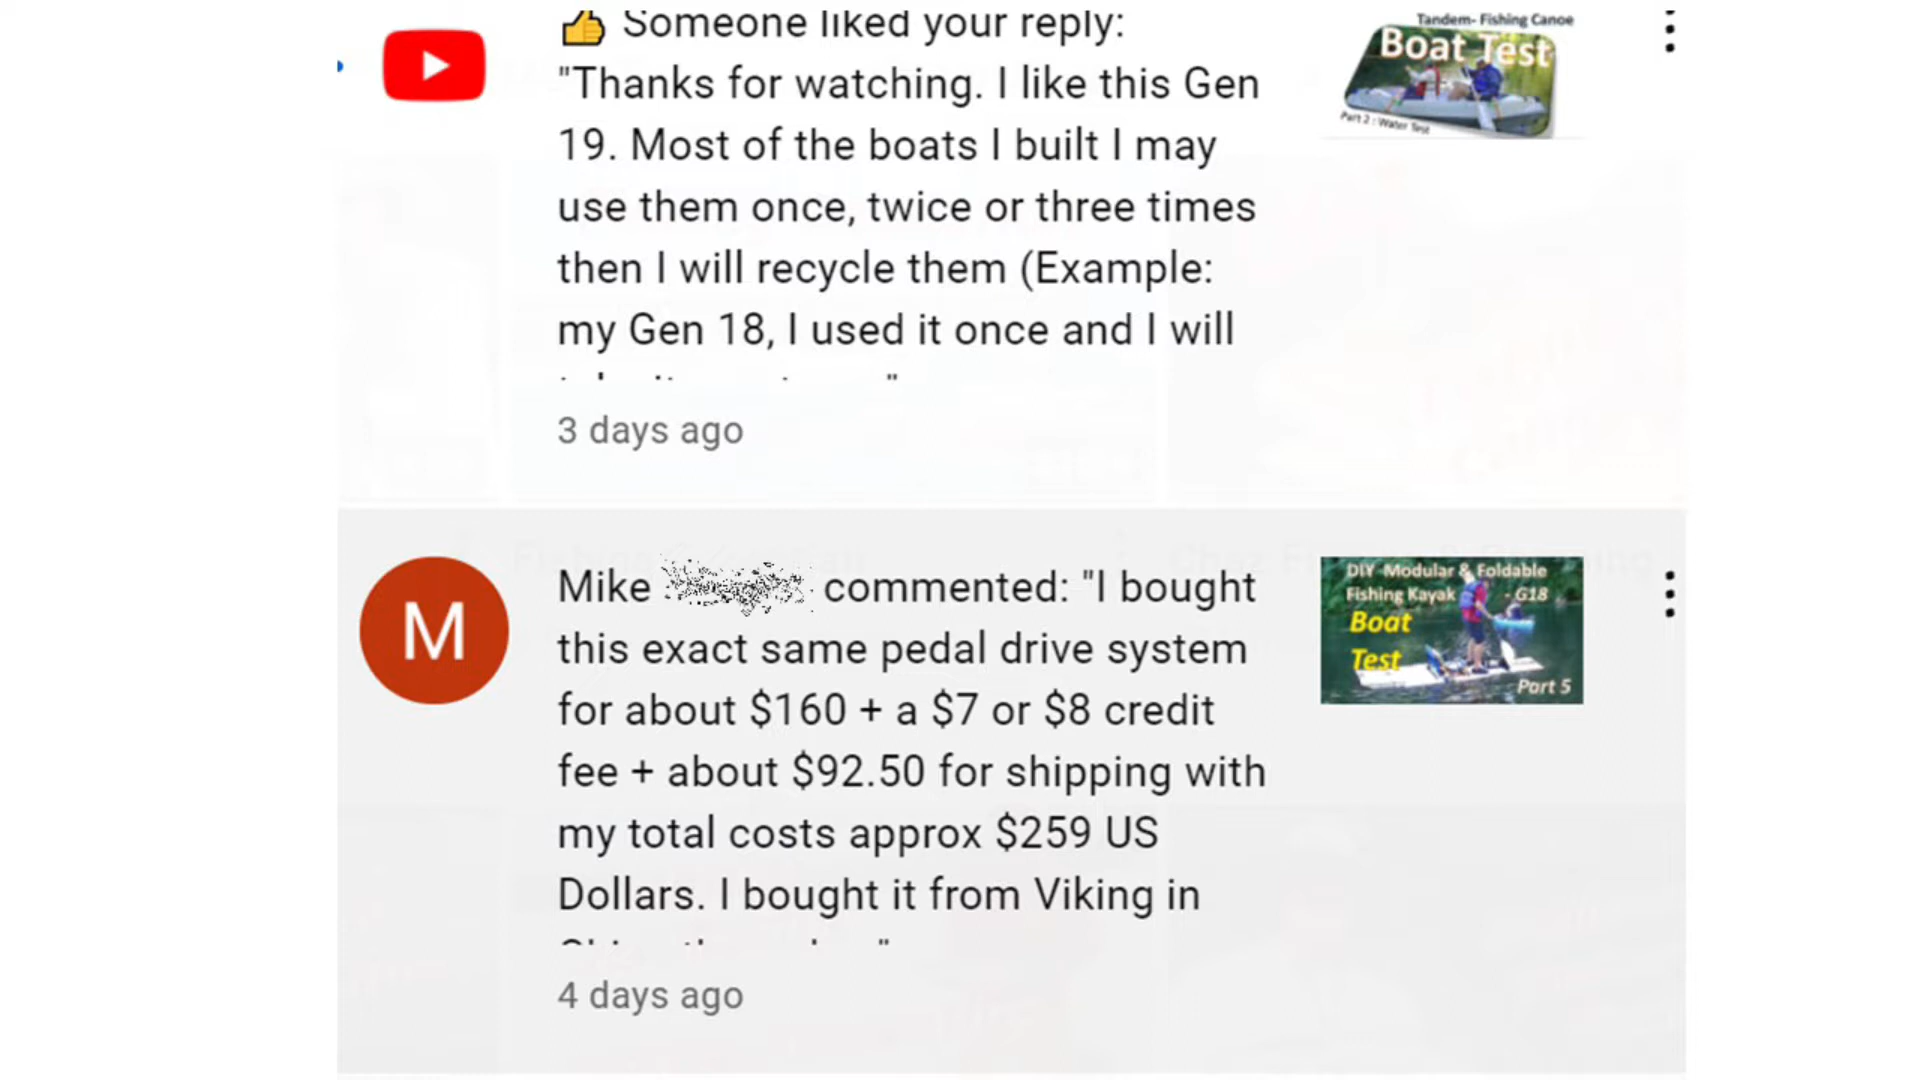 👍 Someone liked your reply:
"Thanks for watching. I like this Gen
19. Most of the boats I built I may
use them once, twice or three times
then I will recycle them (Example:
my Gen 18, I used it once and I will
3 days ago
Tandem- Fishing Canoe
Boat Test
Part 2 : Water Test
M
Mike commented: "I bought
this exact same pedal drive system
for about $160 + a $7 or $8 credit
fee + about $92.50 for shipping with
my total costs approx $259 US
Dollars. I bought it from Viking in
4 days ago
DIY Modular & Foldable
Fishing Kayak - G18
Boat
Test
Part 5